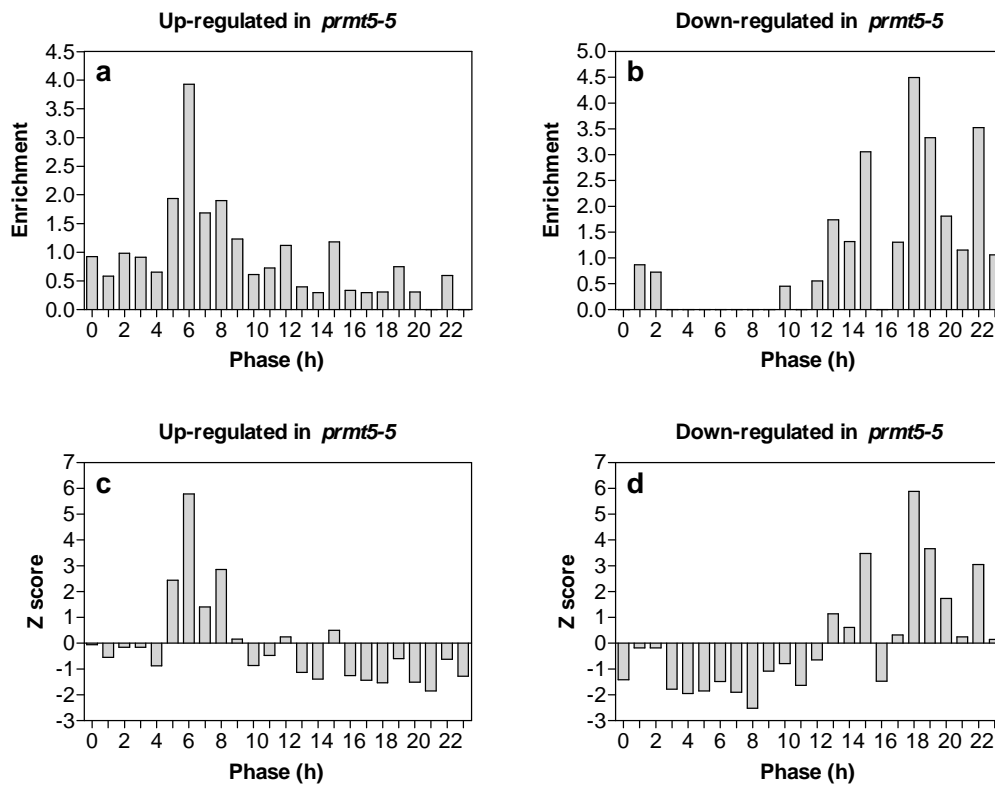 Up-regulated in prmt5-5
a
Enrichment
4.5
4.0
3.5
3.0
2.5
2.0
1.5
1.0
0.5
0.0
0 2 4 6 8 10 12 14 16 18 20 22
Phase (h)
Down-regulated in prmt5-5
b
Enrichment
5.0
4.5
4.0
3.5
3.0
2.5
2.0
1.5
1.0
0.5
0.0
0 2 4 6 8 10 12 14 16 18 20 22
Phase (h)
Up-regulated in prmt5-5
c
Z score
7
6
5
4
3
2
1
0
-1
-2
-3
0 2 4 6 8 10 12 14 16 18 20 22
Phase (h)
Down-regulated in prmt5-5
d
Z score
7
6
5
4
3
2
1
0
-1
-2
-3
0 2 4 6 8 10 12 14 16 18 20 22
Phase (h)